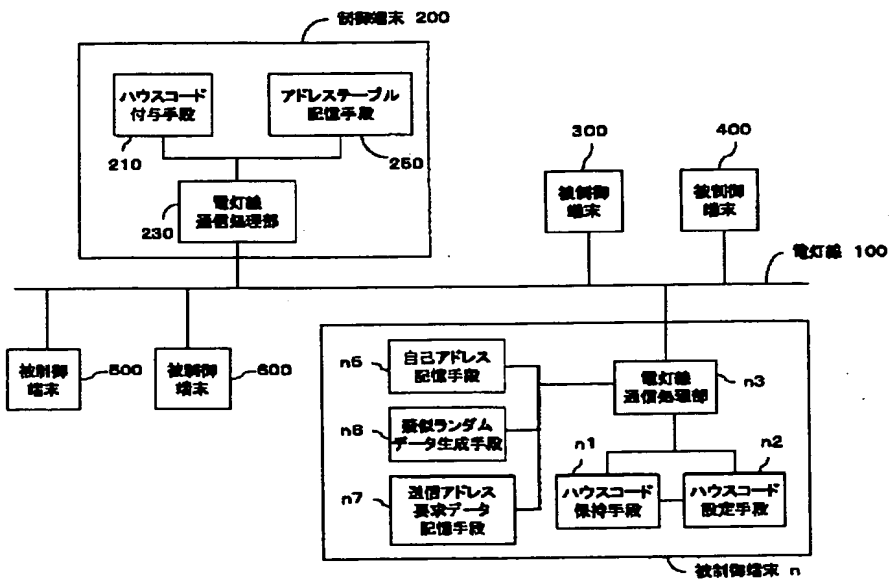 制御端末 200
ハウスコード
付与手段
アドレステーブル
記憶手段
210
250
電灯線
通信処理部
230
300
400
被制御
端末
被制御
端末
電灯線 100
被制御
端末
500
被制御
端末
600
n5
自己アドレス
記憶手段
電灯線
通信処理部
n3
n6
疑似ランダム
データ生成手段
n1
n2
n7
送信アドレス
要求データ
記憶手段
ハウスコード
保持手段
ハウスコード
設定手段
被制御端末 n